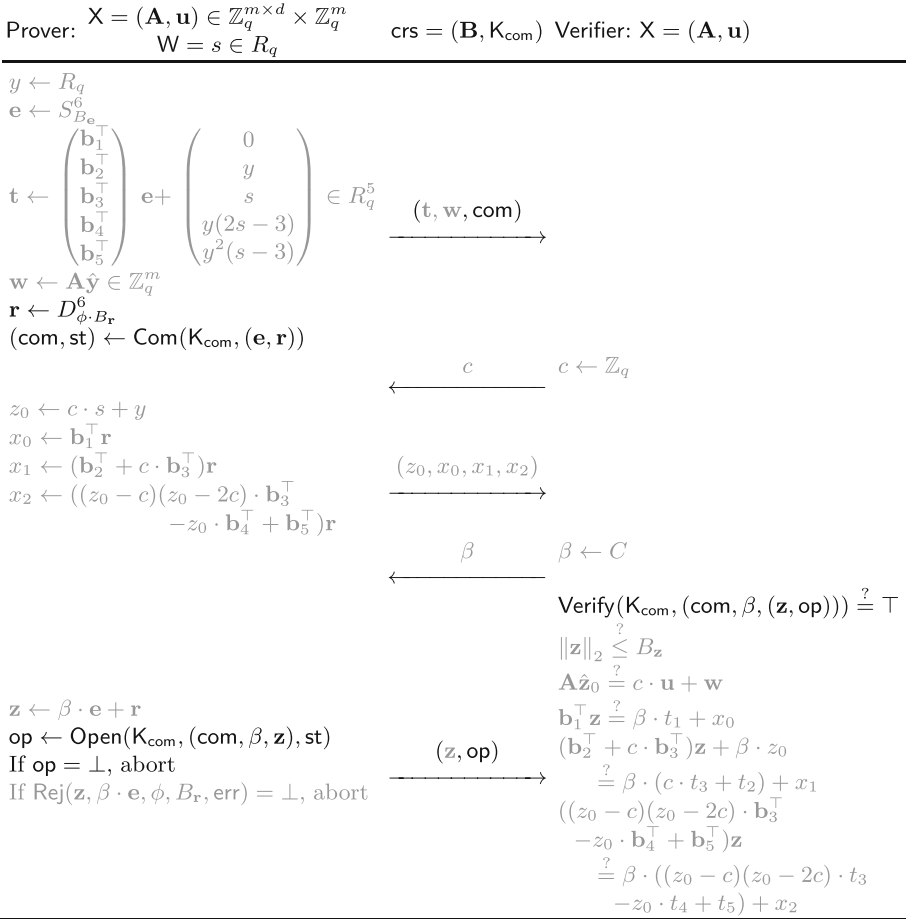 Prover: X = (A, u) ∈ ℤ_q^{m×d} × ℤ_q^m
W = s ∈ R_q
crs = (B, K_com) Verifier: X = (A, u)
y ← R_q
e ← S_{B_e}^6
t ← (b_1^⊤ b_2^⊤ b_3^⊤ b_4^⊤ b_5^⊤) e+ (0 y s y(2s − 3) y^2(s − 3)) ∈ R_q^5
(t, w, com)
w ← Aŷ ∈ ℤ_q^m
r ← D_{ϕ·B_r}^6
(com, st) ← Com(K_com, (e, r))
c
c ← ℤ_q
z_0 ← c · s + y
x_0 ← b_1^⊤ r
x_1 ← (b_2^⊤ + c · b_3^⊤)r
(z_0, x_0, x_1, x_2)
x_2 ← ((z_0 − c)(z_0 − 2c) · b_3^⊤
−z_0 · b_4^⊤ + b_5^⊤)r
β
β ← C
Verify(K_com, (com, β, (z, op))) ≟ ⊤
‖z‖_2 ≤^? B_z
Aẑ_0 ≟ c · u + w
z ← β · e + r
b_1^⊤ z ≟ β · t_1 + x_0
op ← Open(K_com, (com, β, z), st)
(z, op)
(b_2^⊤ + c · b_3^⊤)z + β · z_0
If op = ⊥, abort
≟ β · (c · t_3 + t_2) + x_1
If Rej(z, β · e, ϕ, B_r, err) = ⊥, abort
((z_0 − c)(z_0 − 2c) · b_3^⊤
−z_0 · b_4^⊤ + b_5^⊤)z
≟ β · ((z_0 − c)(z_0 − 2c) · t_3
−z_0 · t_4 + t_5) + x_2